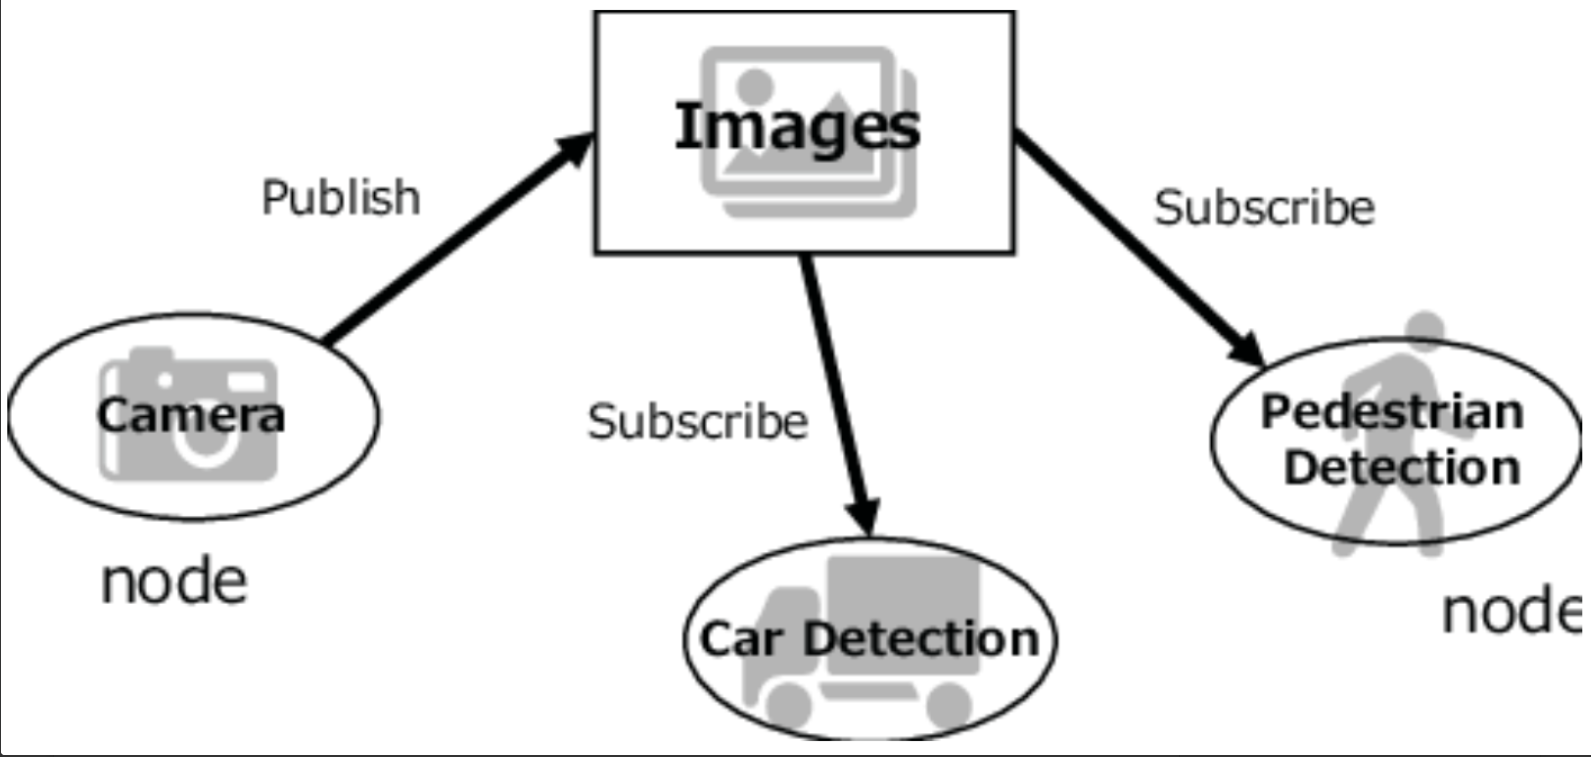 Images
Publish
Subscribe
Camera
Subscribe
Pedestrian
Detection
node
Car Detection
node